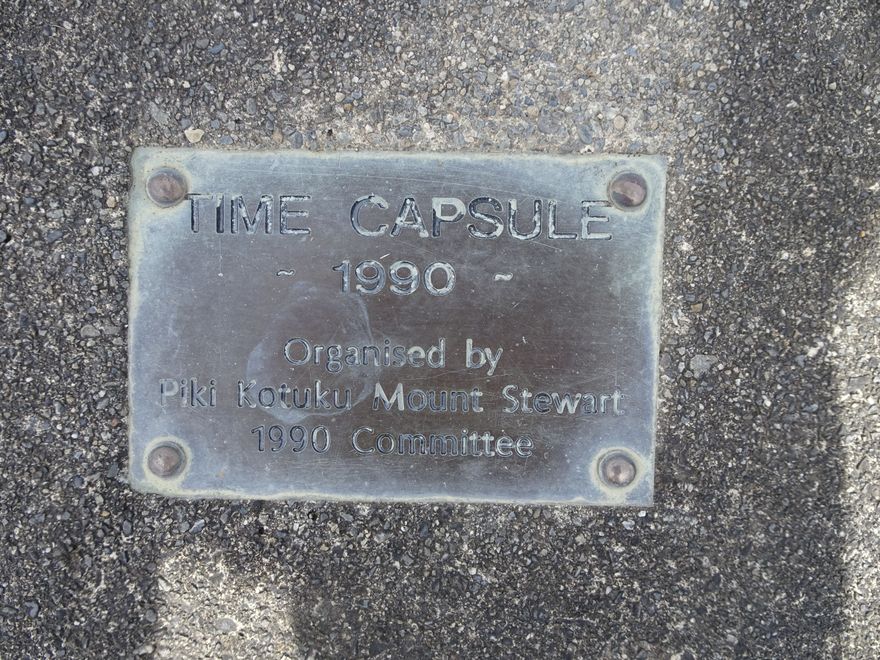 TIME CAPSULE
~ 1990 ~
Organised by
Piki Kotuku Mount Stewart
1990 Committee